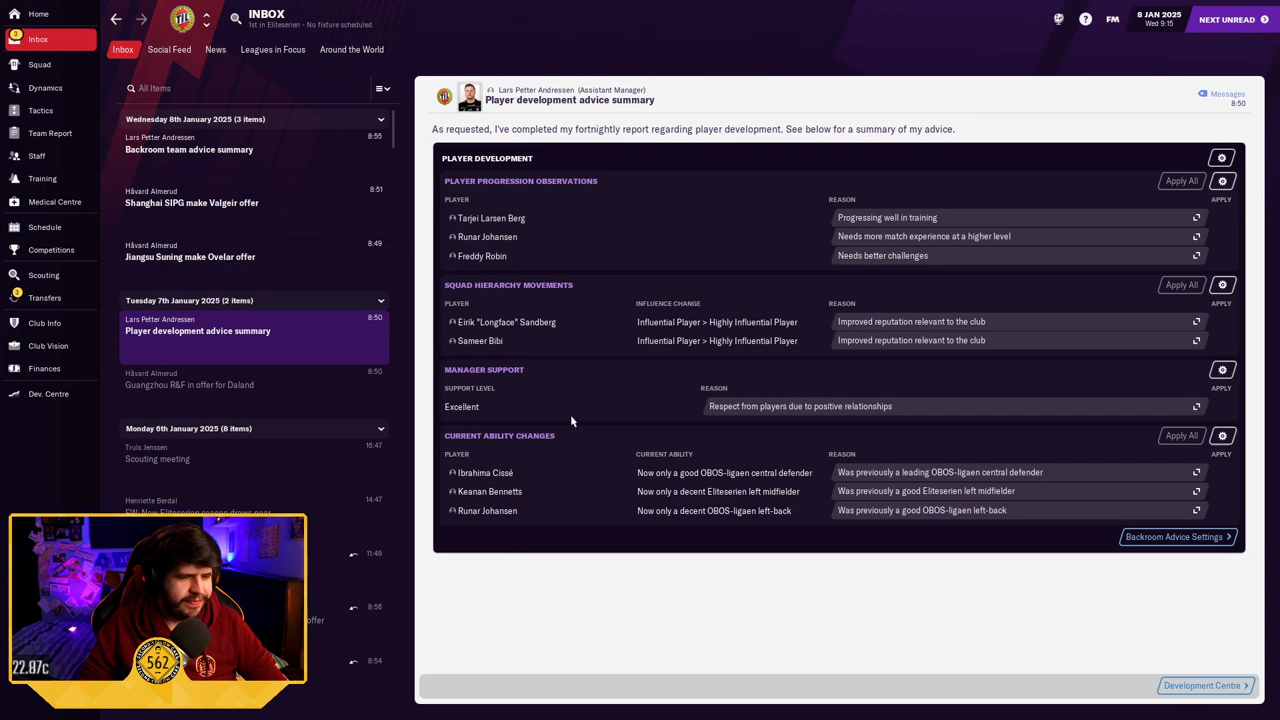 Home
3
Inbox
Squad
Dynamics
Tactics
Team Report
Staff
Training
Medical Centre
Schedule
Competitions
Scouting
3
Transfers
Club Info
Club Vision
Finances
Dev. Centre
TIL
INBOX
1st in Eliteserien - No fixture scheduled.
FM
8 JAN 2025
Wed 9:15
NEXT UNREAD
Inbox
Social Feed
News
Leagues in Focus
Around the World
All Items
Wednesday 8th January 2025 (3 items)
Lars Petter Andressen
8:55
Backroom team advice summary
Håvard Almerud
8:51
Shanghai SIPG make Valgeir offer
Håvard Almerud
8:49
Jiangsu Suning make Ovelar offer
Tuesday 7th January 2025 (2 items)
Lars Petter Andressen
8:50
Player development advice summary
Håvard Almerud
8:50
Guangzhou R&F in offer for Daland
Monday 6th January 2025 (8 items)
Truls Jenssen
16:47
Scouting meeting
Henriette Berdal
14:47
FW: New Eliteserien season draws near
11:49
8:56
offer
8:54
22.87c
562
Lars Petter Andressen (Assistant Manager)
Player development advice summary
Messages
8:50
As requested, I've completed my fortnightly report regarding player development. See below for a summary of my advice.
PLAYER DEVELOPMENT
PLAYER PROGRESSION OBSERVATIONS
Apply All
PLAYER REASON APPLY
Tarjei Larsen Berg Progressing well in training
Runar Johansen Needs more match experience at a higher level
Freddy Robin Needs better challenges
SQUAD HIERARCHY MOVEMENTS
Apply All
PLAYER INFLUENCE CHANGE REASON APPLY
Eirik "Longface" Sandberg Influential Player > Highly Influential Player Improved reputation relevant to the club
Sameer Bibi Influential Player > Highly Influential Player Improved reputation relevant to the club
MANAGER SUPPORT
SUPPORT LEVEL REASON APPLY
Excellent Respect from players due to positive relationships
CURRENT ABILITY CHANGES
Apply All
PLAYER CURRENT ABILITY REASON APPLY
Ibrahima Cissé Now only a good OBOS-ligaen central defender Was previously a leading OBOS-ligaen central defender
Keanan Bennetts Now only a decent Eliteserien left midfielder Was previously a good Eliteserien left midfielder
Runar Johansen Now only a decent OBOS-ligaen left-back Was previously a good OBOS-ligaen left-back
Backroom Advice Settings
Development Centre